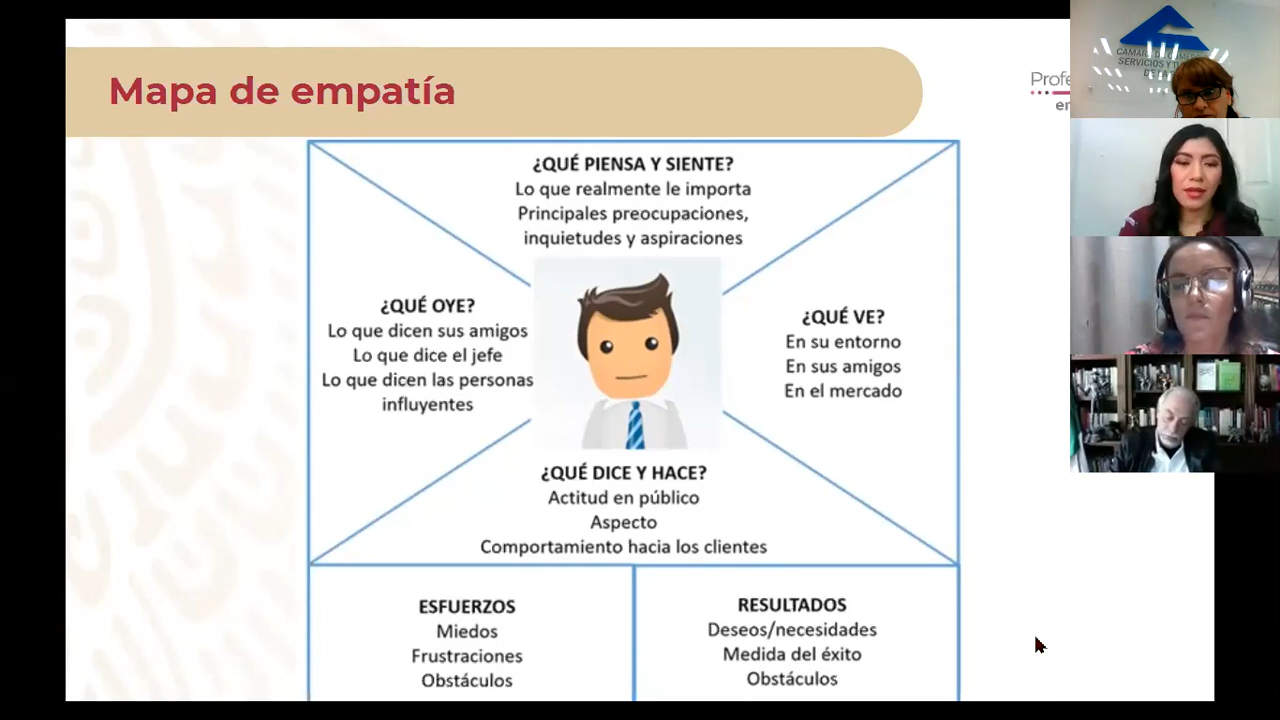 Mapa de empatía
¿QUÉ PIENSA Y SIENTE?
Lo que realmente le importa
Principales preocupaciones,
inquietudes y aspiraciones
¿QUÉ OYE?
Lo que dicen sus amigos
Lo que dice el jefe
Lo que dicen las personas
influyentes
¿QUÉ VE?
En su entorno
En sus amigos
En el mercado
¿QUÉ DICE Y HACE?
Actitud en público
Aspecto
Comportamiento hacia los clientes
ESFUERZOS
Miedos
Frustraciones
Obstáculos
RESULTADOS
Deseos/necesidades
Medida del éxito
Obstáculos